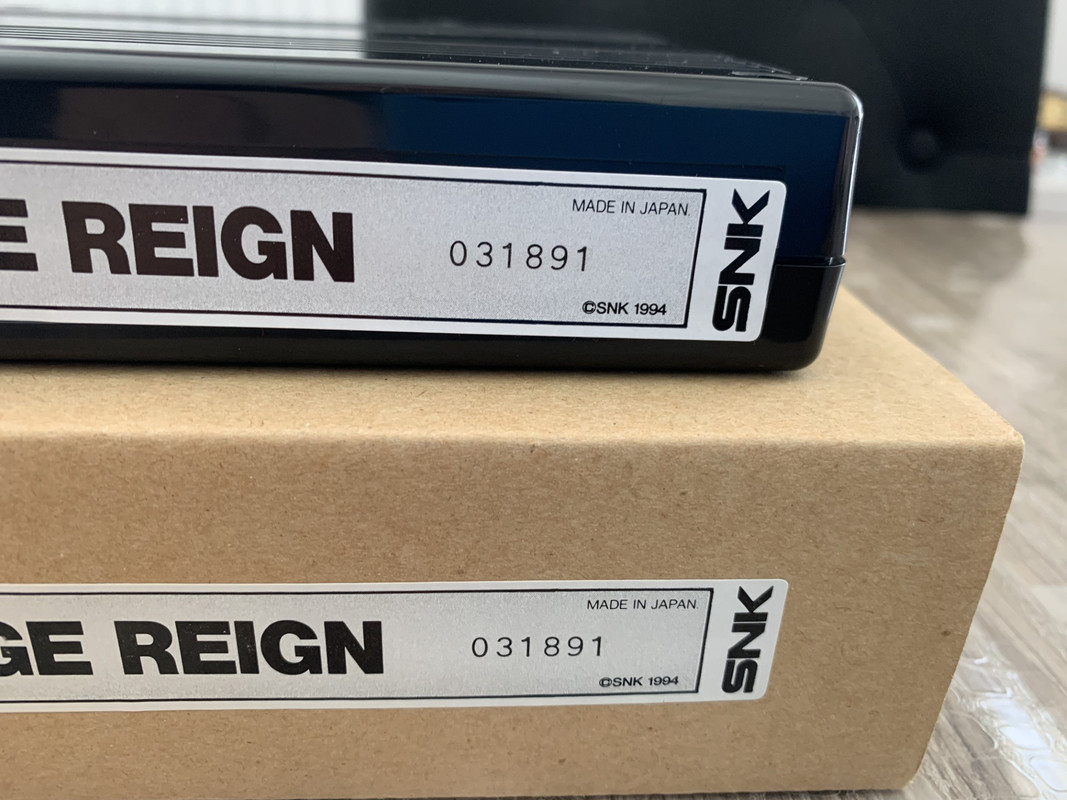 E REIGN
MADE IN JAPAN.
031891
©SNK 1994
SNK
GE REIGN
MADE IN JAPAN.
031891
©SNK 1994
SNK